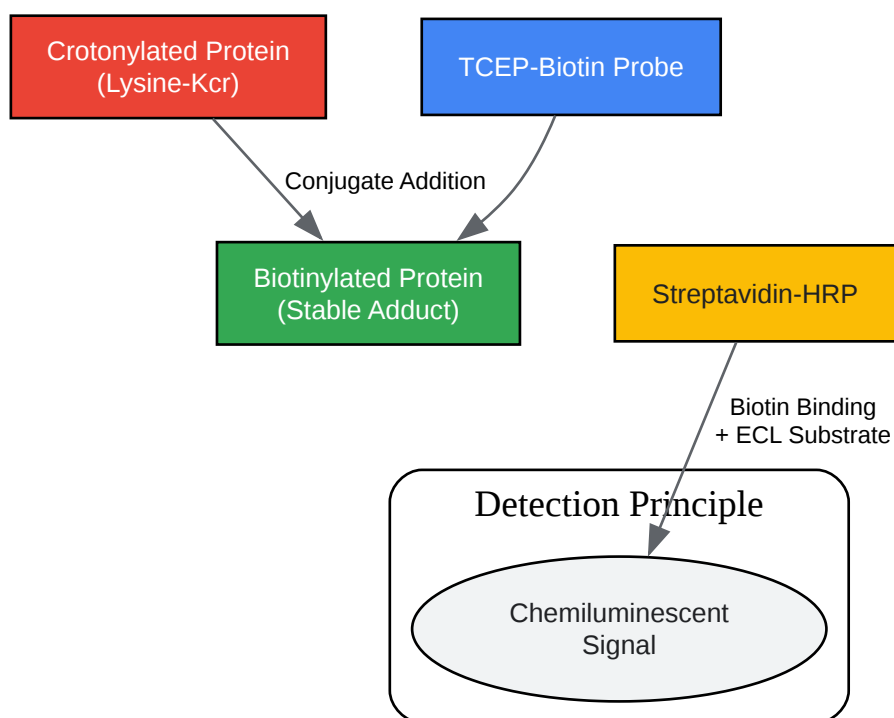 Crotonylated Protein
(Lysine-Kcr)
TCEP-Biotin Probe
Conjugate Addition
Biotinylated Protein
(Stable Adduct)
Streptavidin-HRP
Biotin Binding
+ ECL Substrate
Detection Principle
Chemiluminescent
Signal